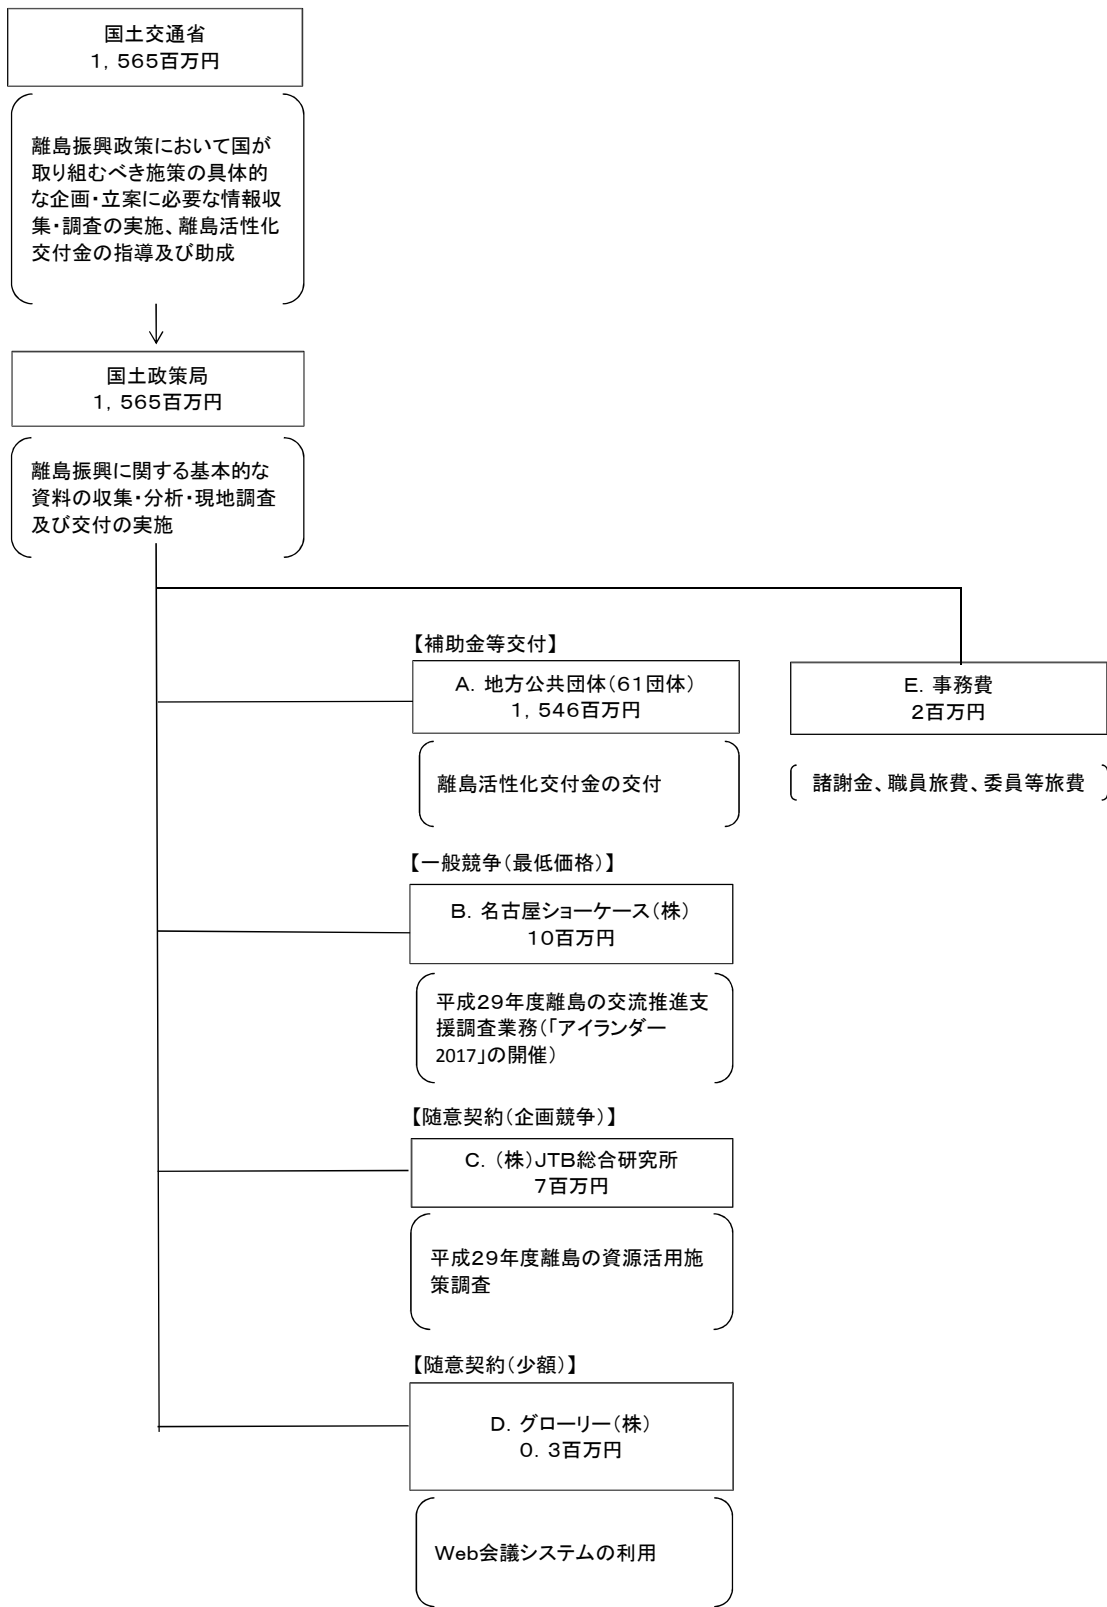 国土交通省
1,565百万円
離島振興政策において国が
取り組むべき施策の具体的
な企画・立案に必要な情報収
集・調査の実施、離島活性化
交付金の指導及び助成
国土政策局
1,565百万円
離島振興に関する基本的な
資料の収集・分析・現地調査
及び交付の実施
【補助金等交付】
A. 地方公共団体(61団体)
1,546百万円
離島活性化交付金の交付
E. 事務費
2百万円
諸謝金、職員旅費、委員等旅費
【一般競争(最低価格)】
B. 名古屋ショーケース(株)
10百万円
平成29年度離島の交流推進支
援調査業務(「アイランダー
2017」の開催)
【随意契約(企画競争)】
C. (株)JTB総合研究所
7百万円
平成29年度離島の資源活用施
策調査
【随意契約(少額)】
D. グローリー(株)
0.3百万円
Web会議システムの利用